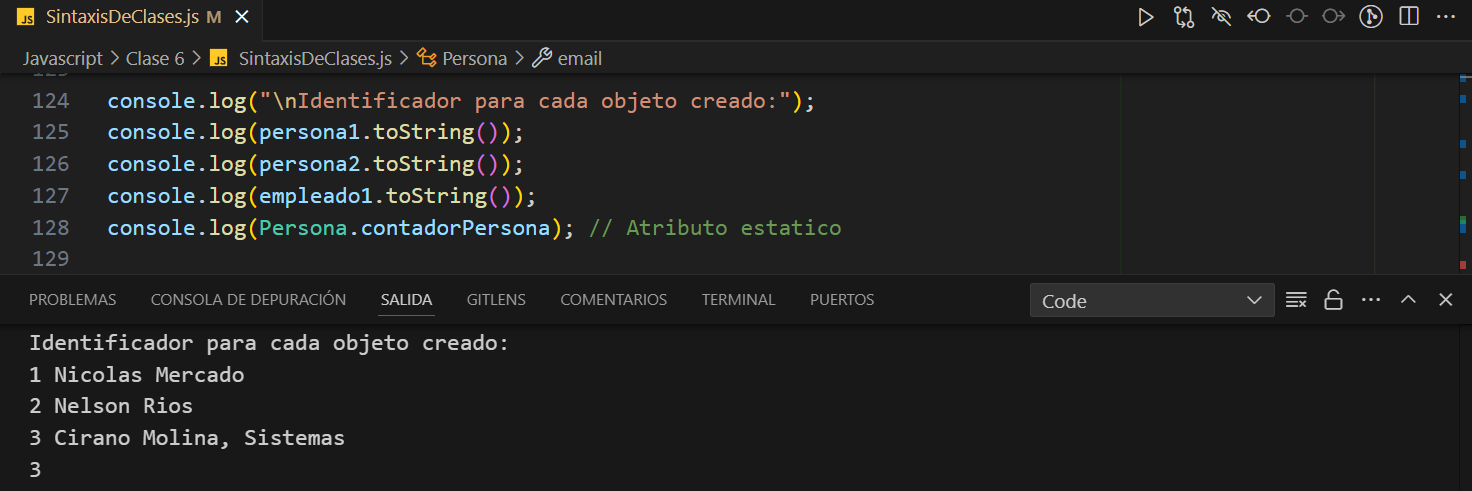 JS SintaxisDeClases.js M
Javascript > Clase 6 > JS SintaxisDeClases.js > Persona > email
124 console.log("\nIdentificador para cada objeto creado:");
125 console.log(persona1.toString());
126 console.log(persona2.toString());
127 console.log(empleado1.toString());
128 console.log(Persona.contadorPersona); // Atributo estatico
129
PROBLEMAS CONSOLA DE DEPURACIÓN SALIDA GITLENS COMENTARIOS TERMINAL PUERTOS Code
Identificador para cada objeto creado:
1 Nicolas Mercado
2 Nelson Rios
3 Cirano Molina, Sistemas
3